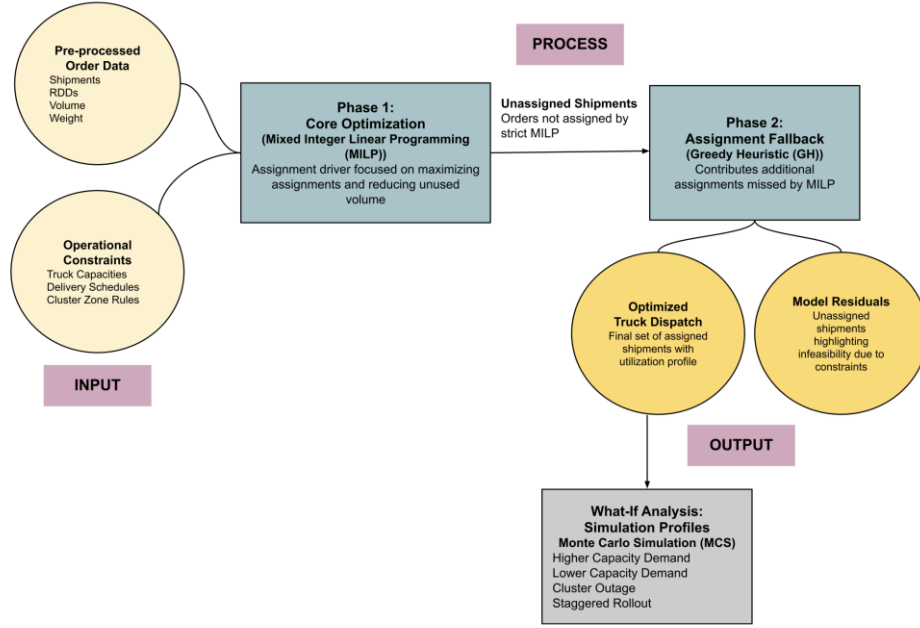 Pre-processed
Order Data
Shipments
RDDs
Volume
Weight
Operational
Constraints
Truck Capacities
Delivery Schedules
Cluster Zone Rules
INPUT
PROCESS
Phase 1:
Core Optimization
(Mixed Integer Linear Programming
(MILP))
Assignment driver focused on maximizing
assignments and reducing unused
volume
Unassigned Shipments
Orders not assigned by
strict MILP
Phase 2:
Assignment Fallback
(Greedy Heuristic (GH))
Contributes additional
assignments missed by MILP
Optimized
Truck Dispatch
Final set of assigned
shipments with
utilization profile
Model Residuals
Unassigned
shipments
highlighting
infeasibility due to
constraints
OUTPUT
What-If Analysis:
Simulation Profiles
Monte Carlo Simulation (MCS)
Higher Capacity Demand
Lower Capacity Demand
Cluster Outage
Staggered Rollout